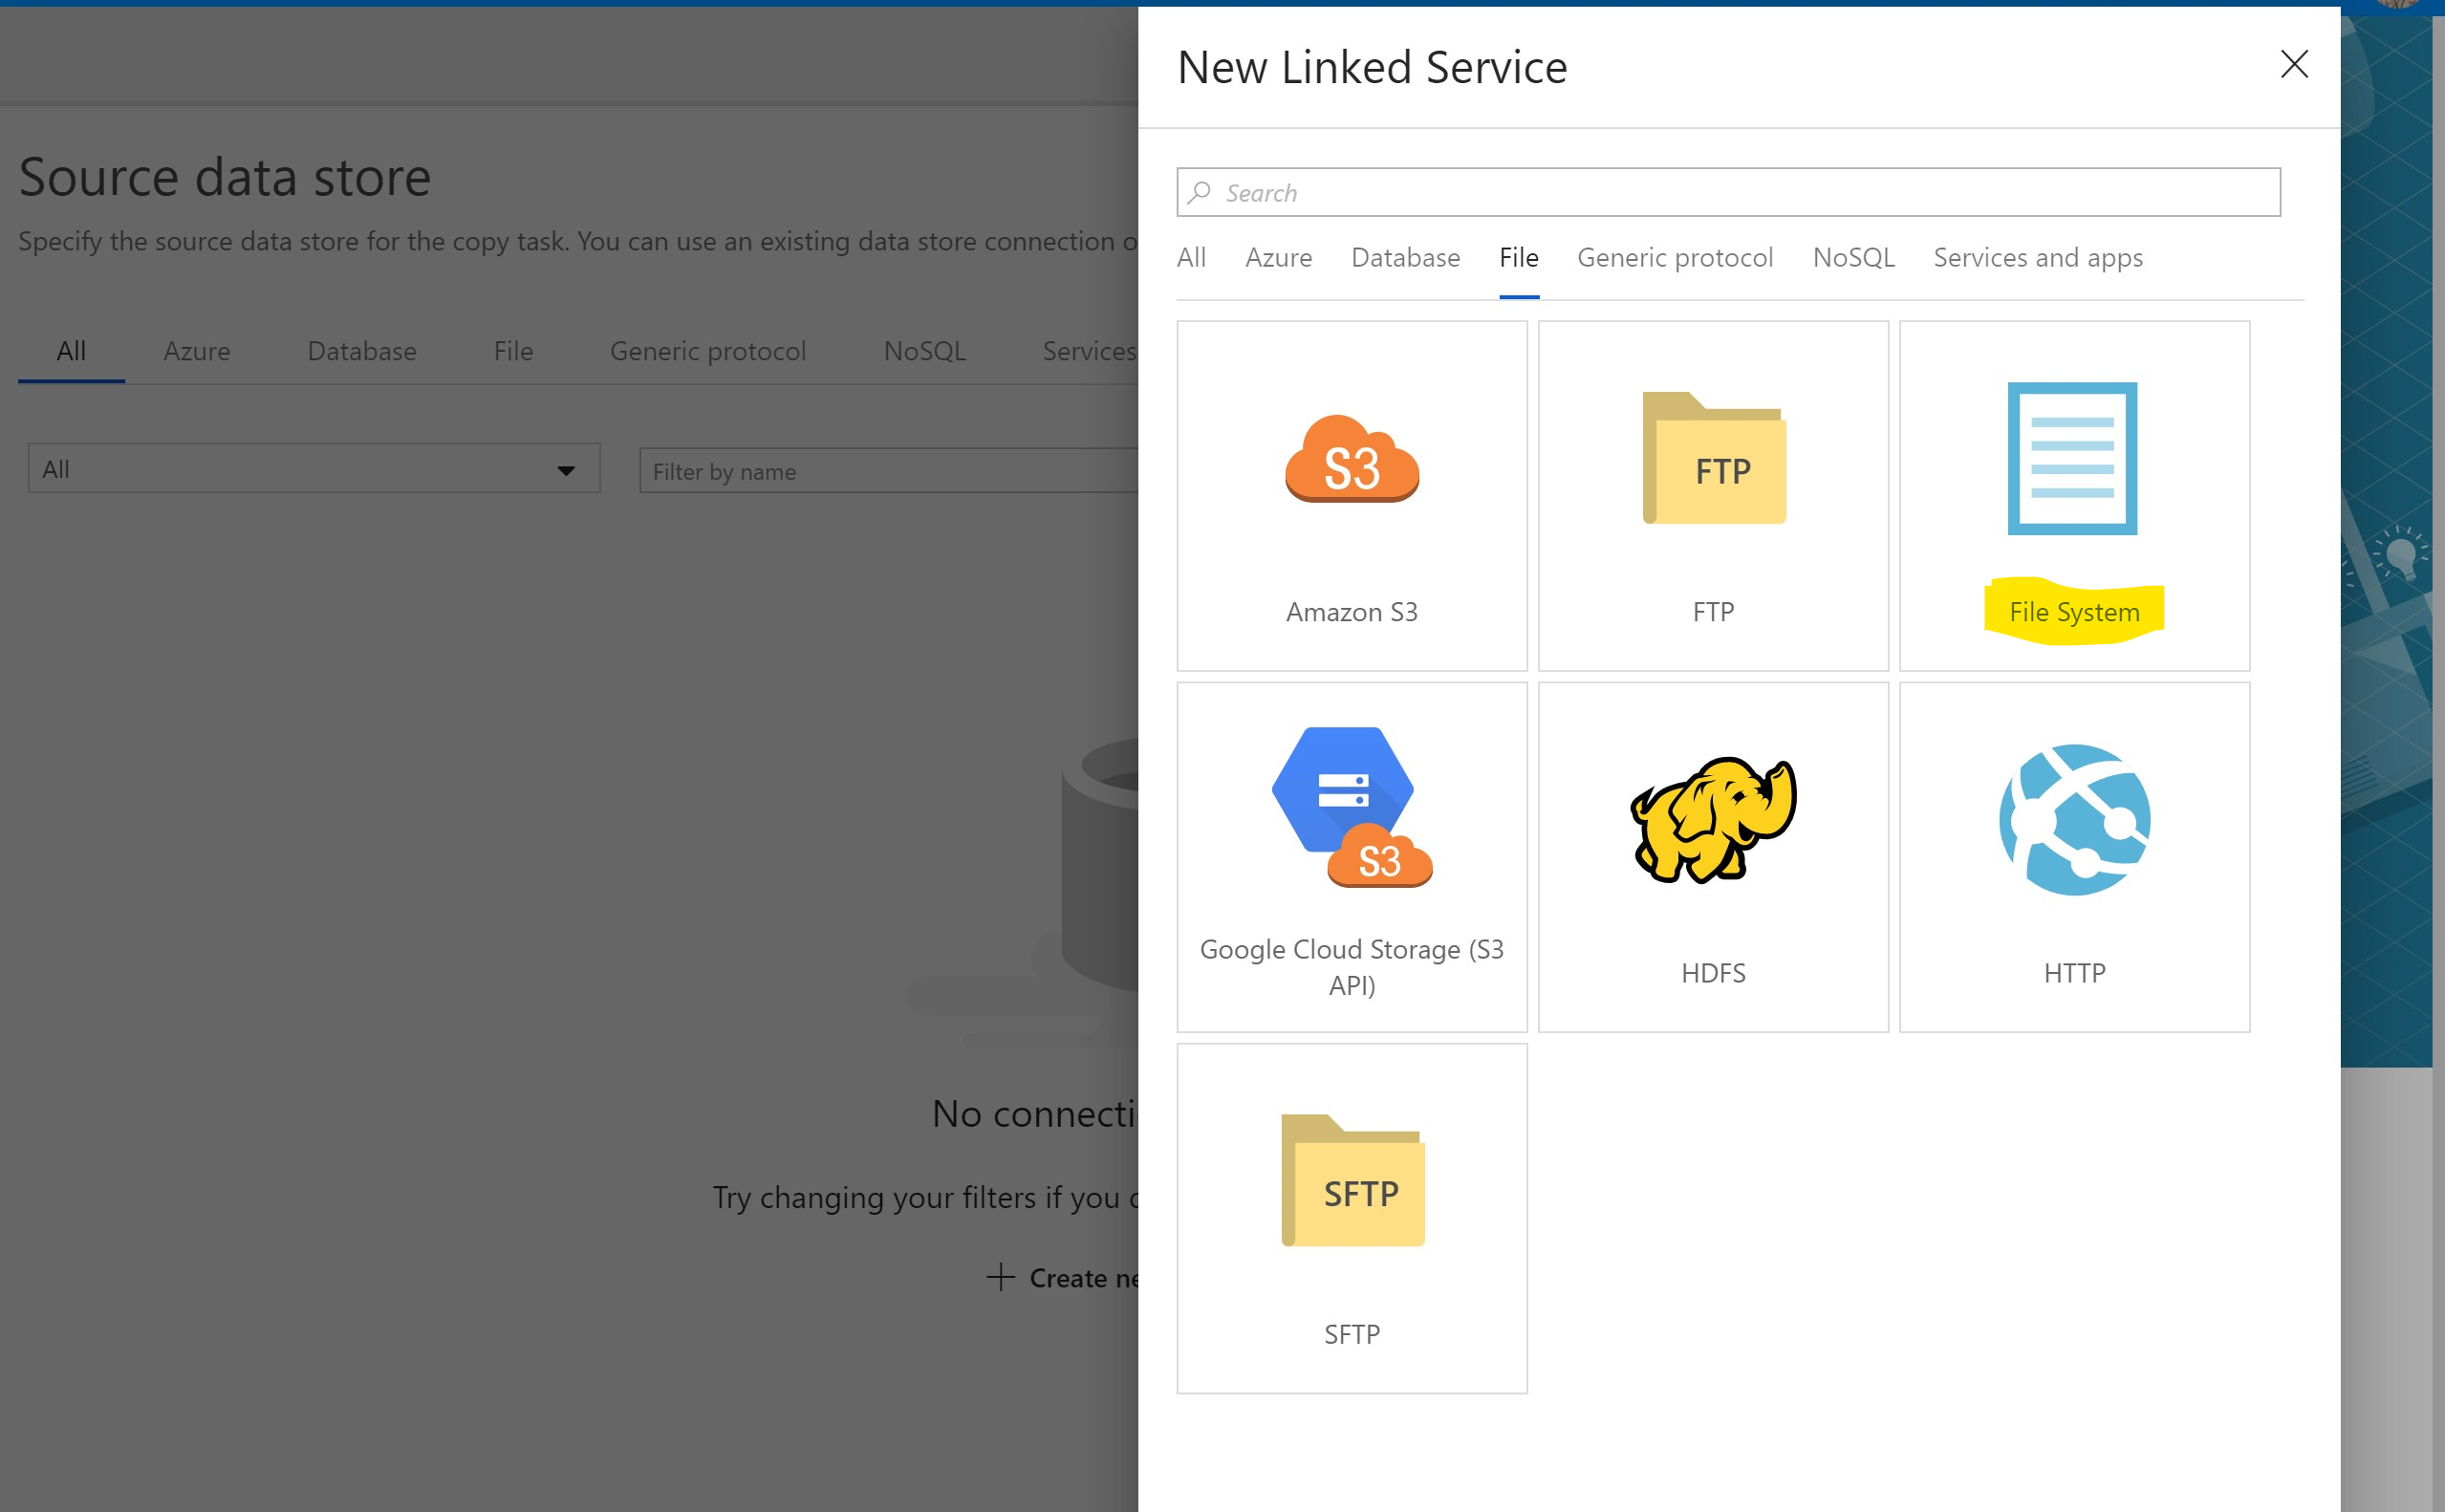 Source data store
Specify the source data store for the copy task. You can use an existing data store connection o
All Azure Database File Generic protocol NoSQL Services
All
Filter by name
No connecti
Try changing your filters if you
Create ne
New Linked Service
Search
All Azure Database File Generic protocol NoSQL Services and apps
S3
Amazon S3
FTP
FTP
File System
S3
Google Cloud Storage (S3
API)
HDFS
HTTP
SFTP
SFTP